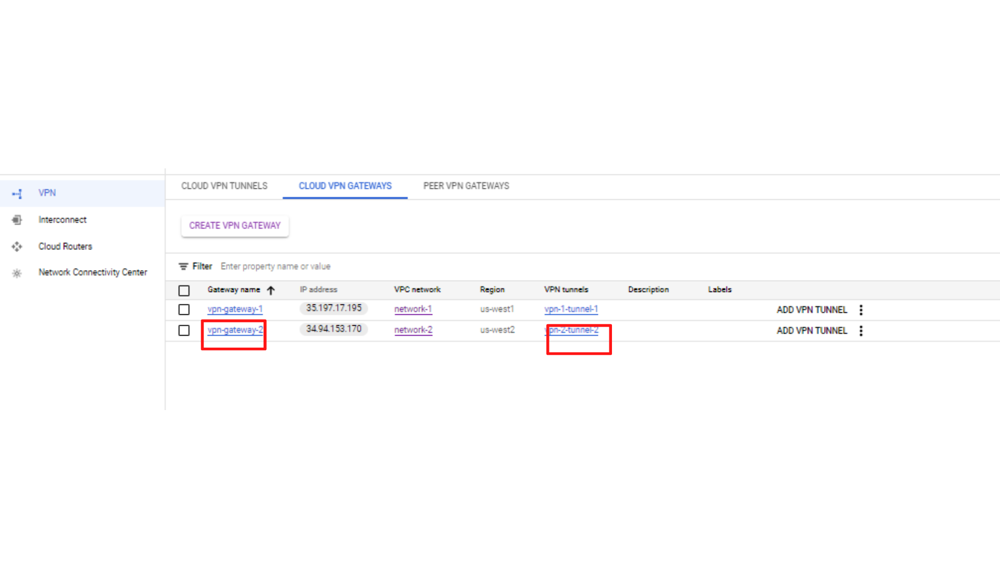 VPN
Interconnect
Cloud Routers
Network Connectivity Center
CLOUD VPN TUNNELS CLOUD VPN GATEWAYS PEER VPN GATEWAYS
CREATE VPN GATEWAY
Filter Enter property name or value
Gateway name IP address VPC network Region VPN tunnels Description Labels
vpn-gateway-1 35.197.17.195 network-1 us-west1 vpn-1-tunnel-1 ADD VPN TUNNEL
vpn-gateway-2 34.94.153.170 network-2 us-west2 vpn-2-tunnel-2 ADD VPN TUNNEL